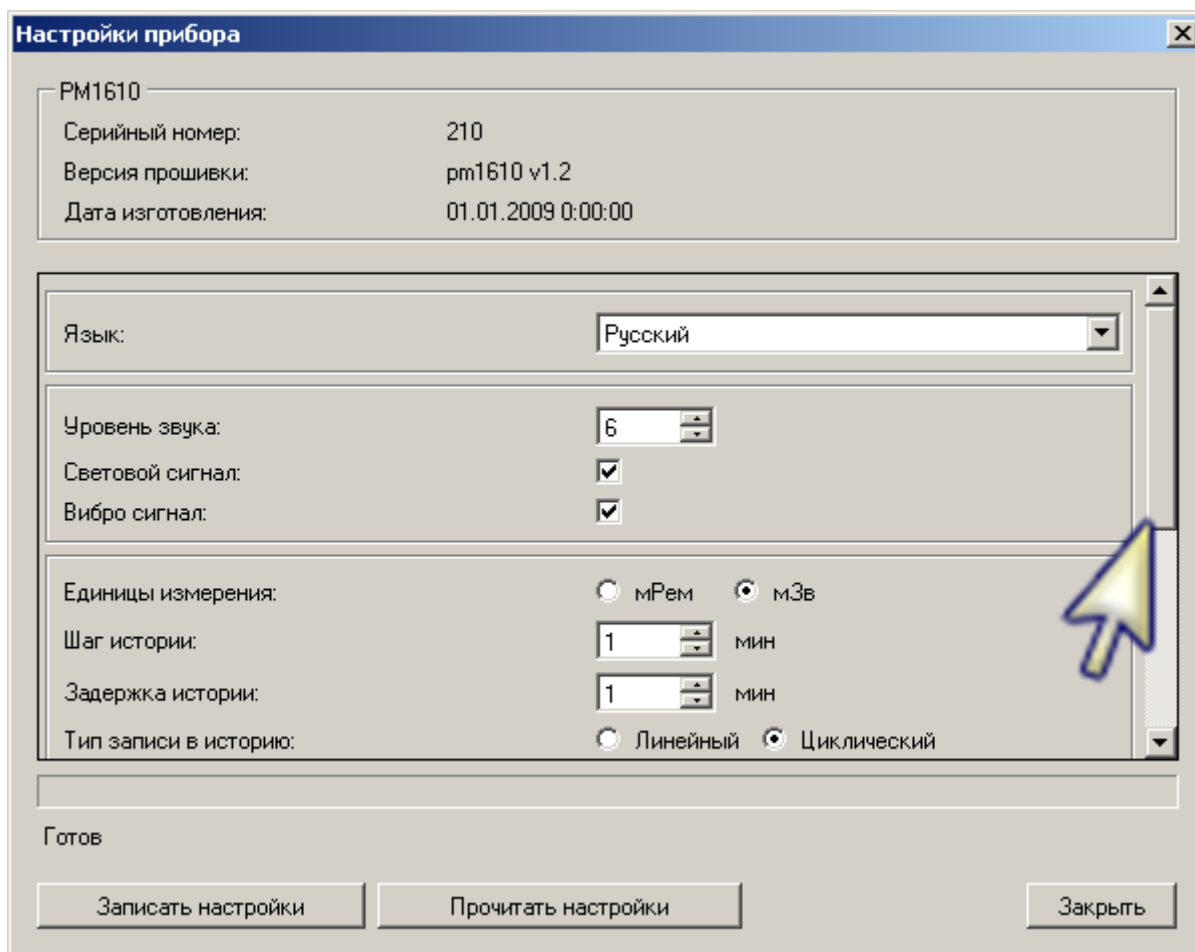 Настройки прибора
PM1610
Серийный номер: 210
Версия прошивки: pm1610 v1.2
Дата изготовления: 01.01.2009 0:00:00
Язык: Русский
Уровень звука: 6
Световой сигнал:
Вибро сигнал:
Единицы измерения: мРем мЗв
Шаг истории: 1 мин
Задержка истории: 1 мин
Тип записи в историю: Линейный Циклический
Готов
Записать настройки Прочитать настройки Закрыть